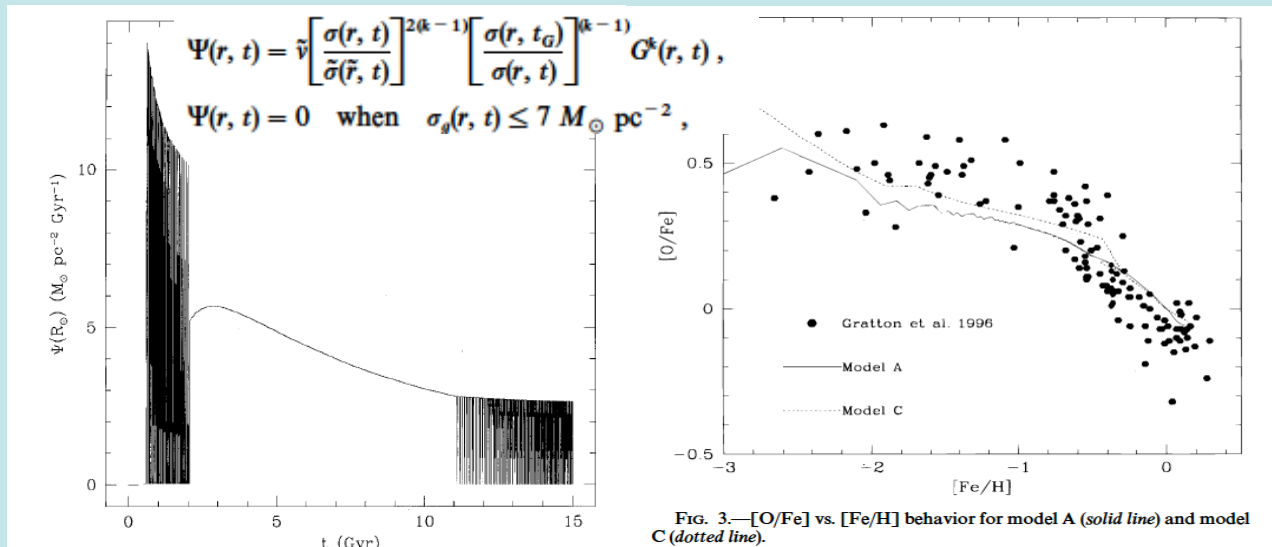 Ψ(r, t) = ṽ[σ(r, t)/σ̃(r̃, t)]^2(k−1) [σ(r, t_G)/σ(r, t)]^(k−1) G^k(r, t) ,
Ψ(r, t) = 0 when σ_g(r, t) ≤ 7 M_⊙ pc^−2 ,
Ψ(R_⊙) (M_⊙ pc^−2 Gyr^−1)
10
5
0
0 5 10 15
t (Gyr)
[O/Fe]
0.5
0
−0.5
Gratton et al. 1996
Model A
Model C
−3 −2 −1 0
[Fe/H]
FIG. 3.—[O/Fe] vs. [Fe/H] behavior for model A (solid line) and model
C (dotted line).